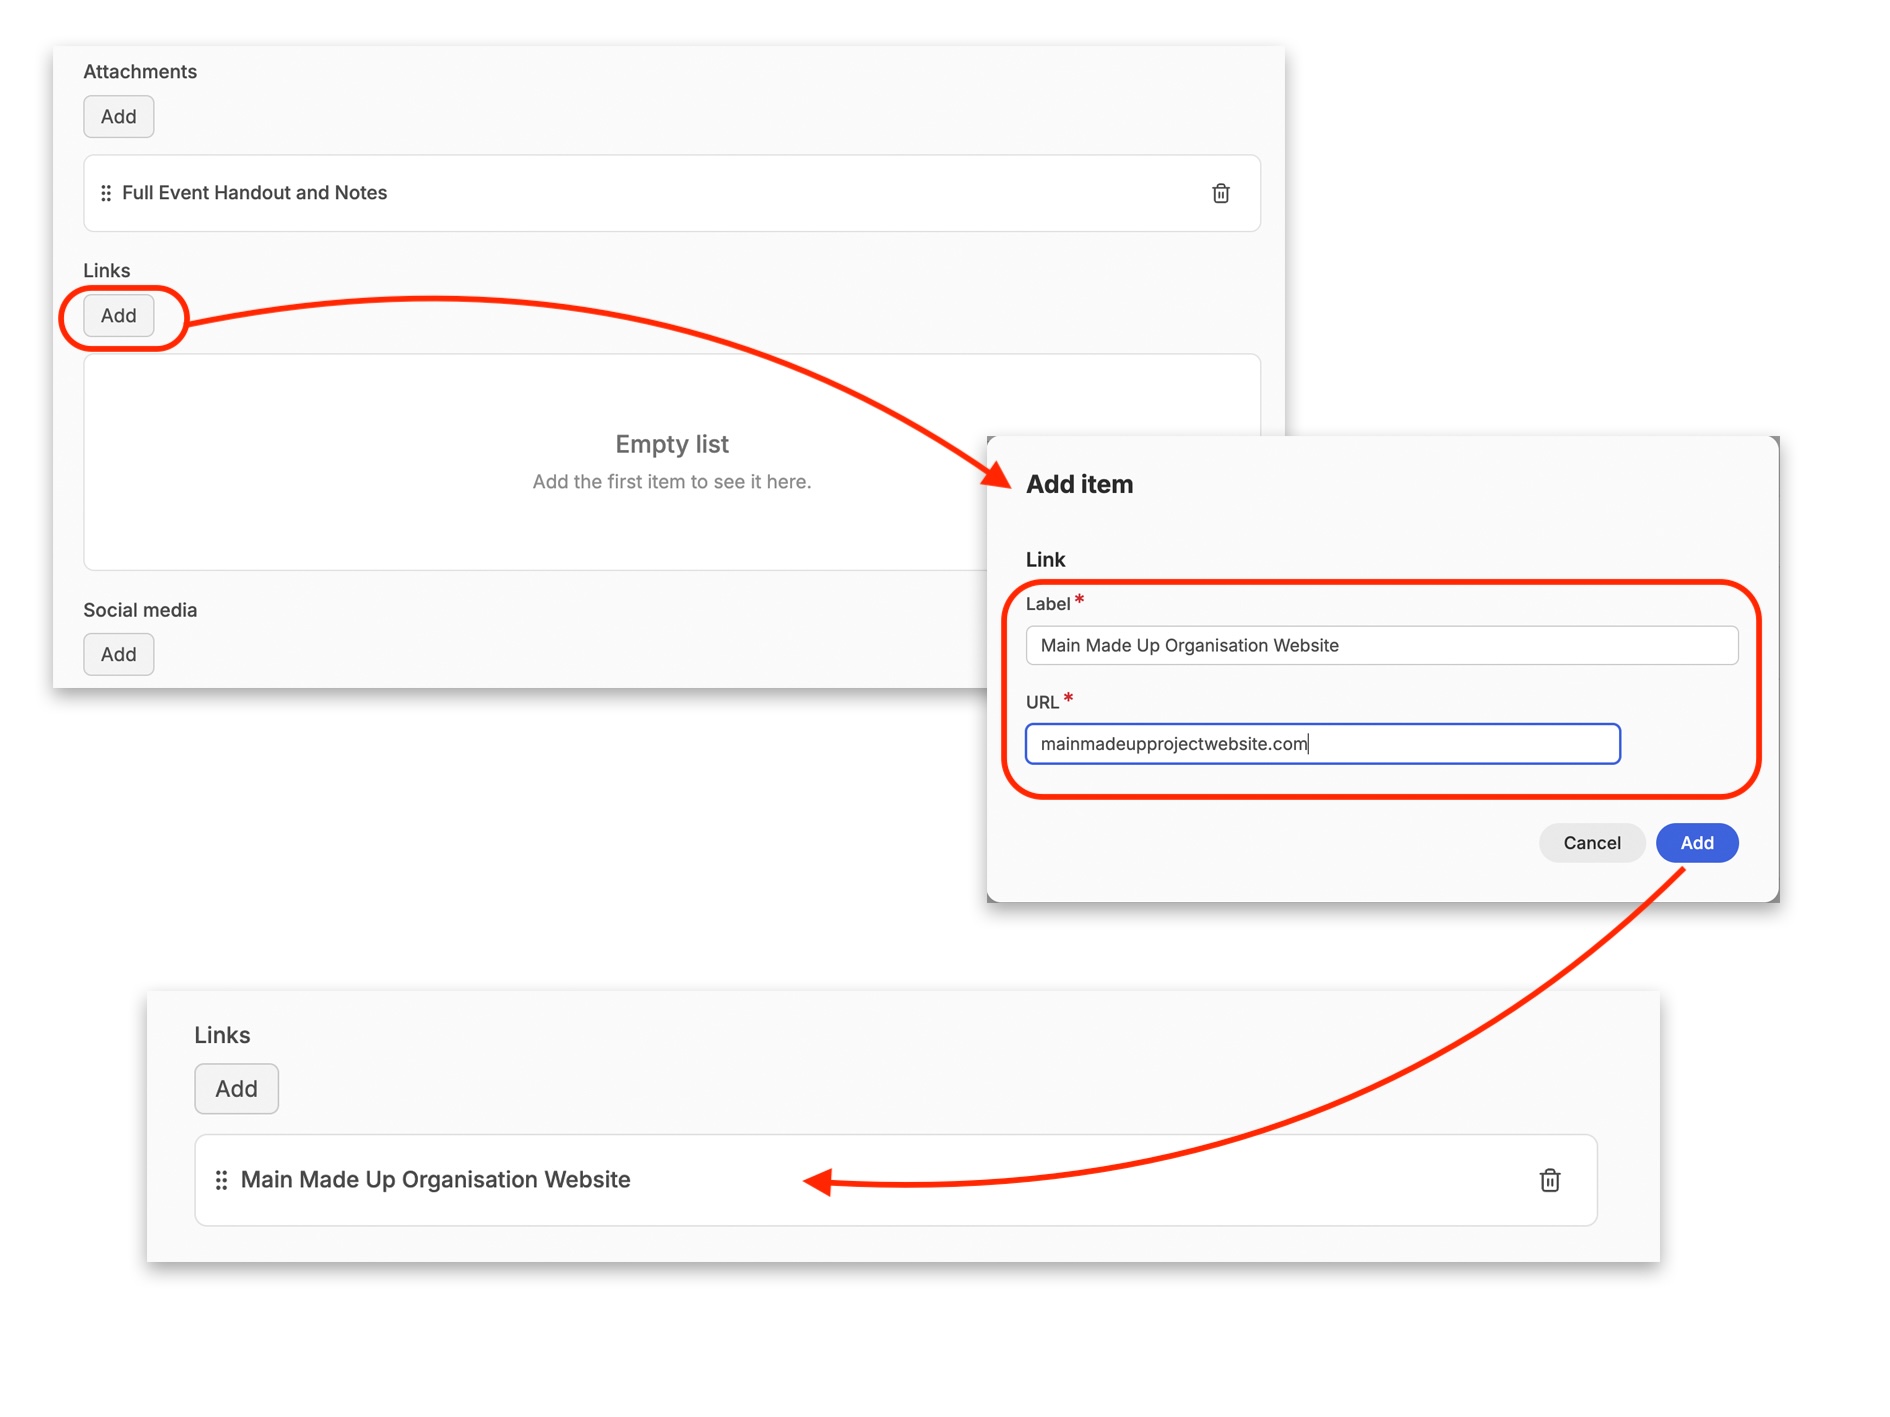 Attachments
Add
Full Event Handout and Notes
Links
Add
Empty list
Add the first item to see it here.
Social media
Add
Add item
Link
Label *
Main Made Up Organisation Website
URL *
mainmadeupprojectwebsite.com
Cancel Add
Links
Add
Main Made Up Organisation Website